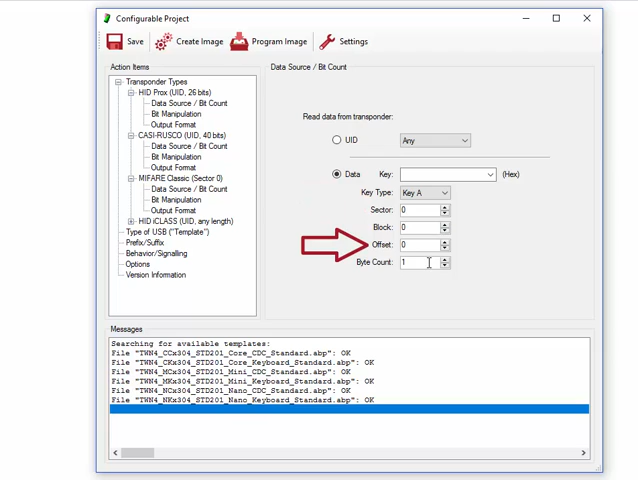 Configurable Project
Save
Create Image
Program Image
Settings
Action Items
Transponder Types
HID Prox (UID, 26 bits)
Data Source / Bit Count
Bit Manipulation
Output Format
CASI-RUSCO (UID, 40 bits)
Data Source / Bit Count
Bit Manipulation
Output Format
MIFARE Classic (Sector 0)
Data Source / Bit Count
Bit Manipulation
Output Format
HID iCLASS (UID, any length)
Type of USB ("Template")
Prefix/Suffix
Behavior/Signalling
Options
Version Information
Data Source / Bit Count
Read data from transponder:
UID Any
Data Key: (Hex)
Key Type: Key A
Sector: 0
Block: 0
Offset: 0
Byte Count: 1
Messages
Searching for available templates:
File "TWN4_CCx304_STD201_Core_CDC_Standard.abp": OK
File "TWN4_CKx304_STD201_Core_Keyboard_Standard.abp": OK
File "TWN4_MCx304_STD201_Mini_CDC_Standard.abp": OK
File "TWN4_MKx304_STD201_Mini_Keyboard_Standard.abp": OK
File "TWN4_NCx304_STD201_Nano_CDC_Standard.abp": OK
File "TWN4_NKx304_STD201_Nano_Keyboard_Standard.abp": OK